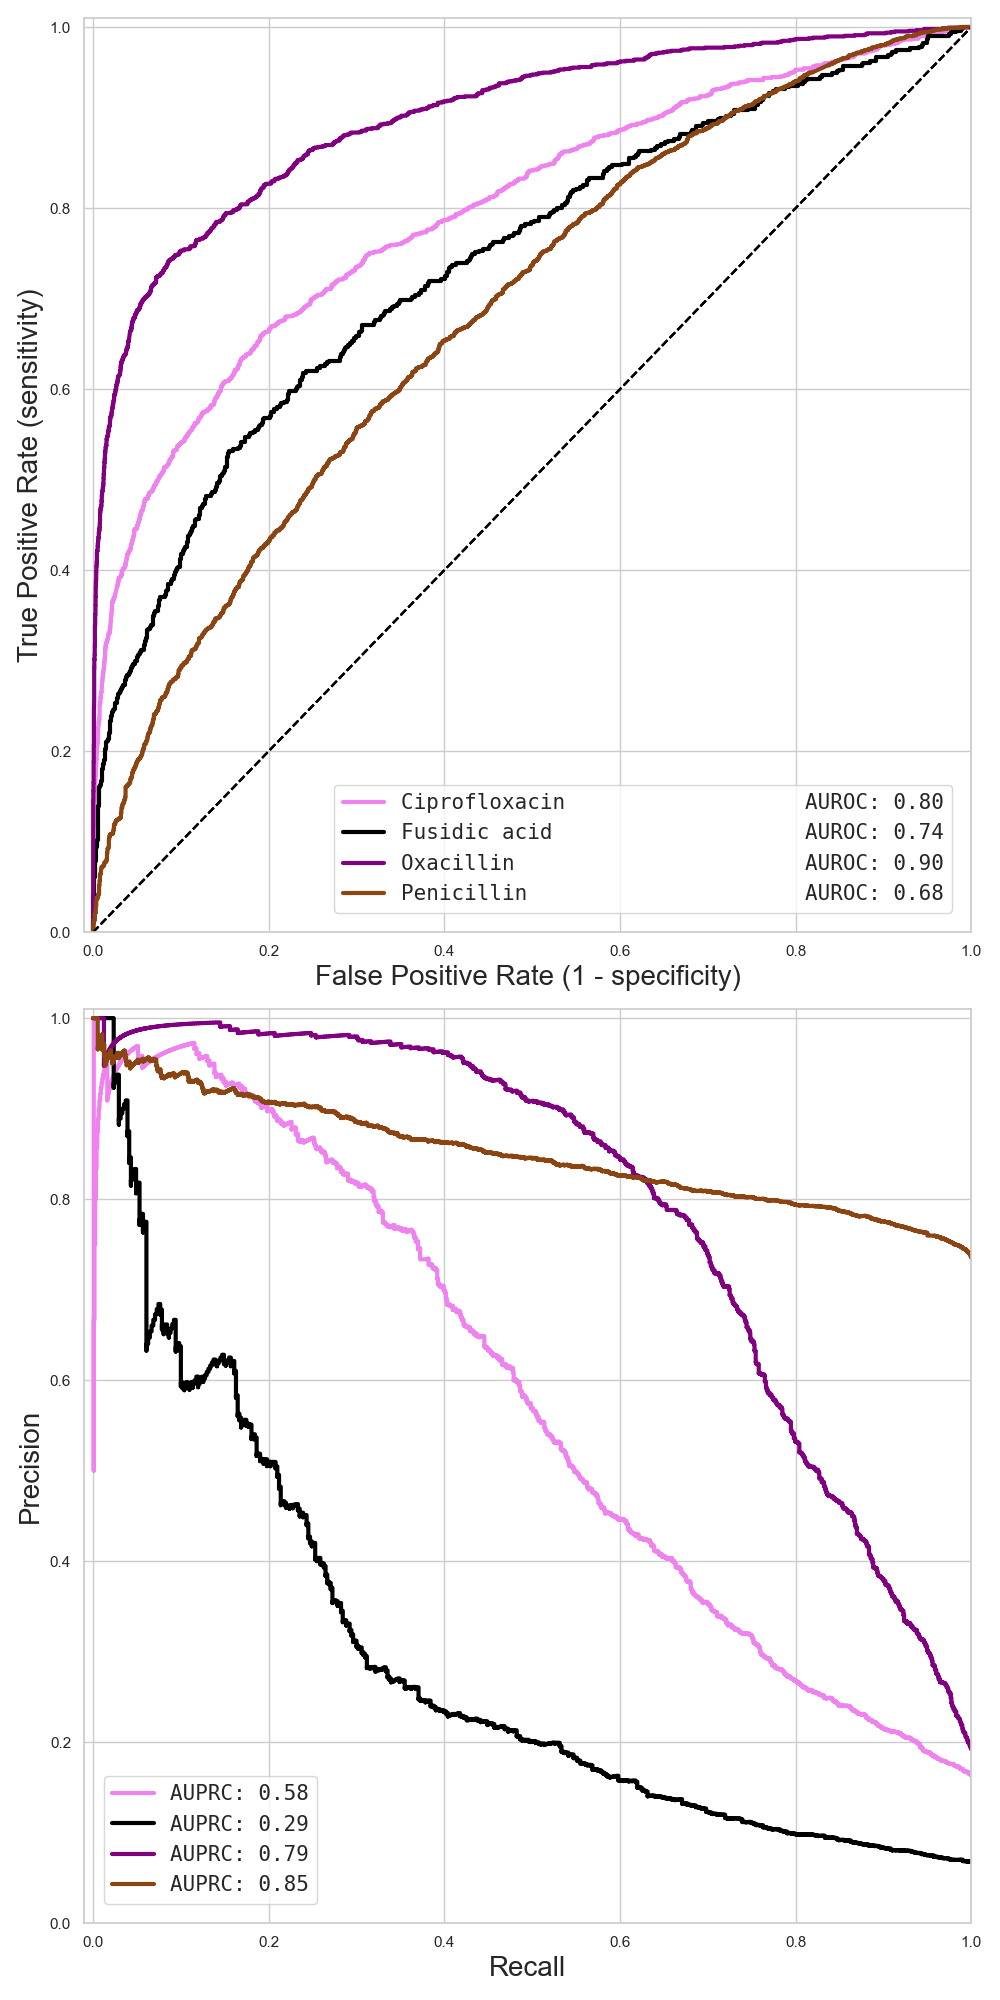 1.0
0.8
0.6
0.4
0.2
0.0
True Positive Rate (sensitivity)
Ciprofloxacin AUROC: 0.80
Fusidic acid AUROC: 0.74
Oxacillin AUROC: 0.90
Penicillin AUROC: 0.68
0.0 0.2 0.4 0.6 0.8 1.0
False Positive Rate (1 - specificity)
1.0
0.8
0.6
0.4
0.2
0.0
Precision
AUPRC: 0.58
AUPRC: 0.29
AUPRC: 0.79
AUPRC: 0.85
0.0 0.2 0.4 0.6 0.8 1.0
Recall